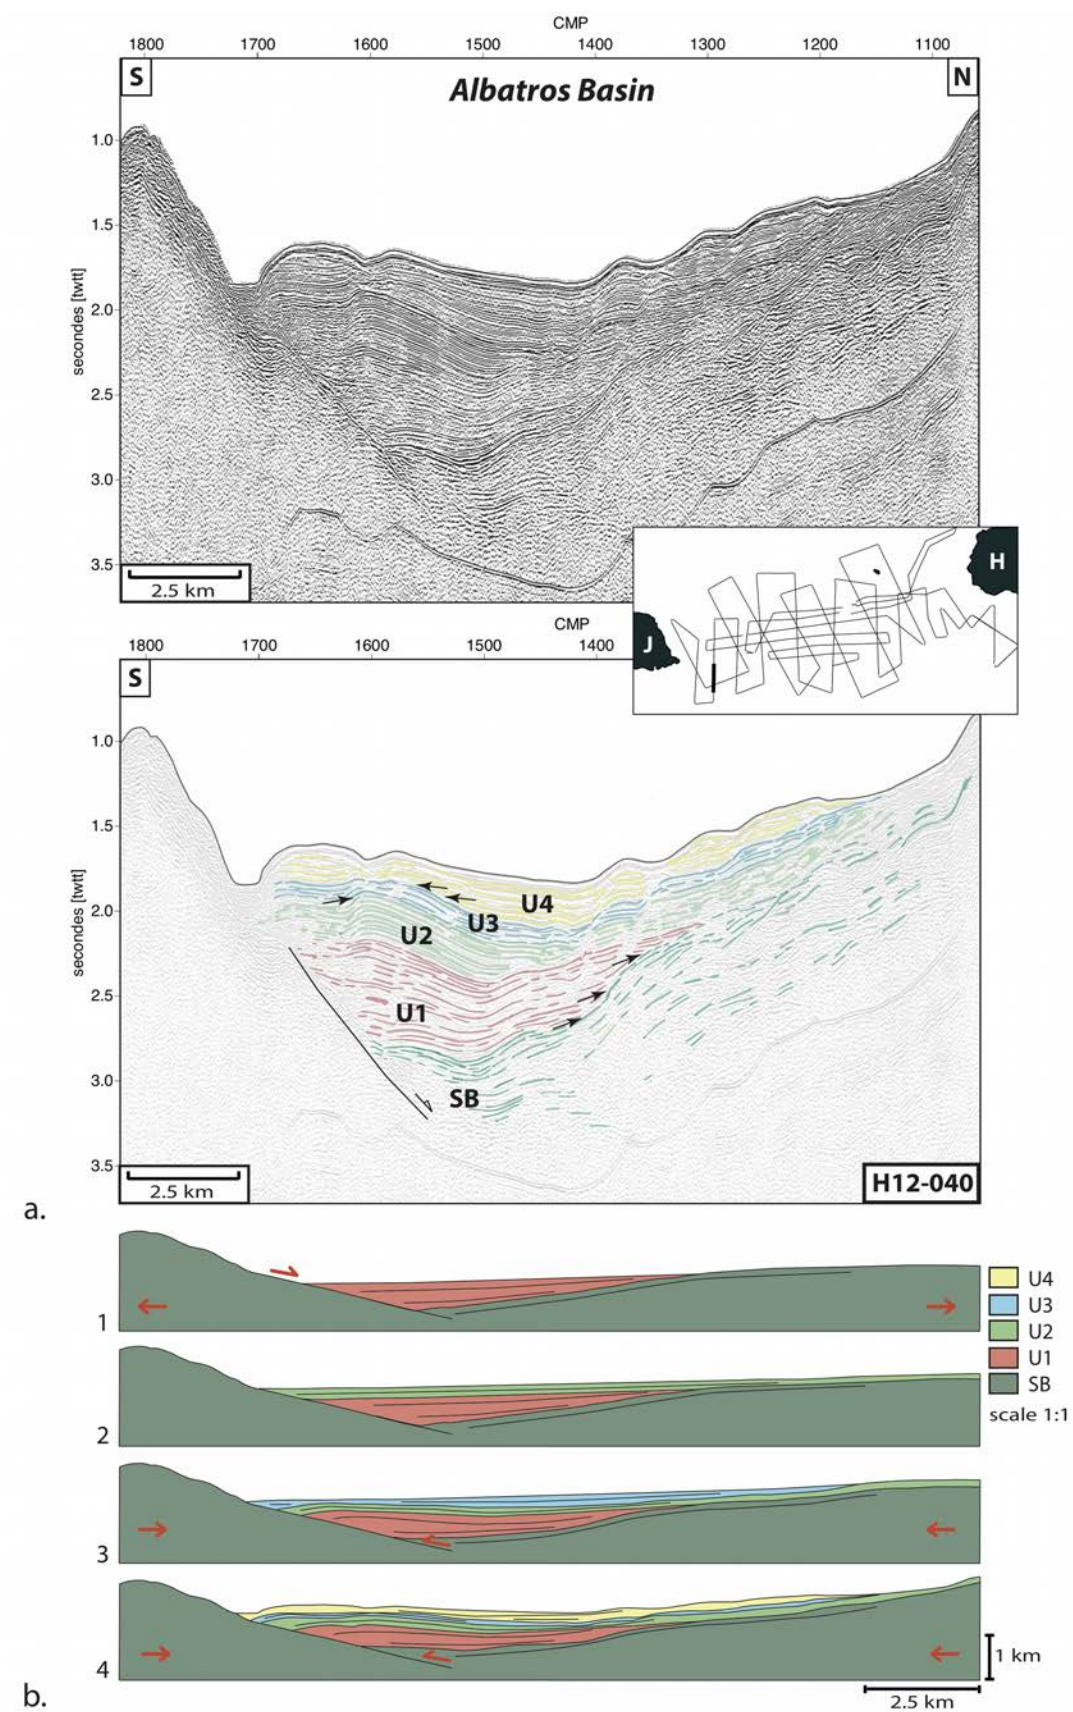 CMP
1800 1700 1600 1500 1400 1300 1200 1100
S Albatros Basin N
1.0
1.5
2.0
2.5
3.0
3.5
secondes [twtt]
2.5 km
H
J
CMP
1800 1700 1600 1500 1400
S
1.0
1.5
2.0
2.5
3.0
3.5
secondes [twtt]
U4
U3
U2
U1
SB
2.5 km
H12-040
a.
1
2
3
4
U4
U3
U2
U1
SB
scale 1:1
1 km
2.5 km
b.